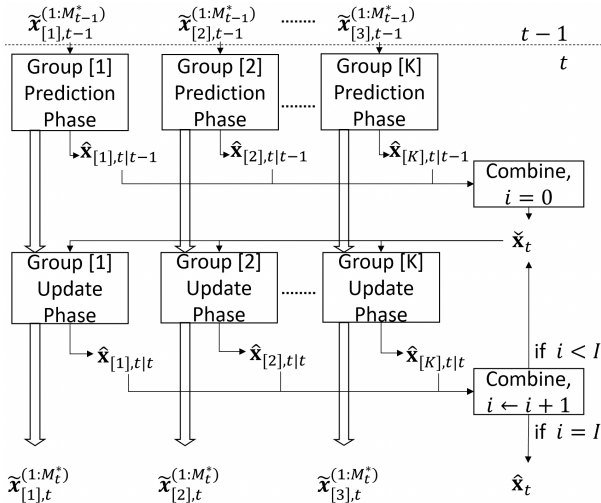 x̃_{[1],t−1}^{(1:M*_{t−1})} x̃_{[2],t−1}^{(1:M*_{t−1})} ........ x̃_{[3],t−1}^{(1:M*_{t−1})} t − 1
t
Group [1] Prediction Phase
Group [2] Prediction Phase
........
Group [K] Prediction Phase
x̂_{[1],t|t−1} x̂_{[2],t|t−1} x̂_{[K],t|t−1}
Combine,
i = 0
x̌_t
Group [1] Update Phase
Group [2] Update Phase
........
Group [K] Update Phase
x̂_{[1],t|t} x̂_{[2],t|t} x̂_{[K],t|t}
if i < I
Combine,
i ← i + 1
if i = I
x̃_{[1],t}^{(1:M*_t)} x̃_{[2],t}^{(1:M*_t)} x̃_{[3],t}^{(1:M*_t)} x̂_t